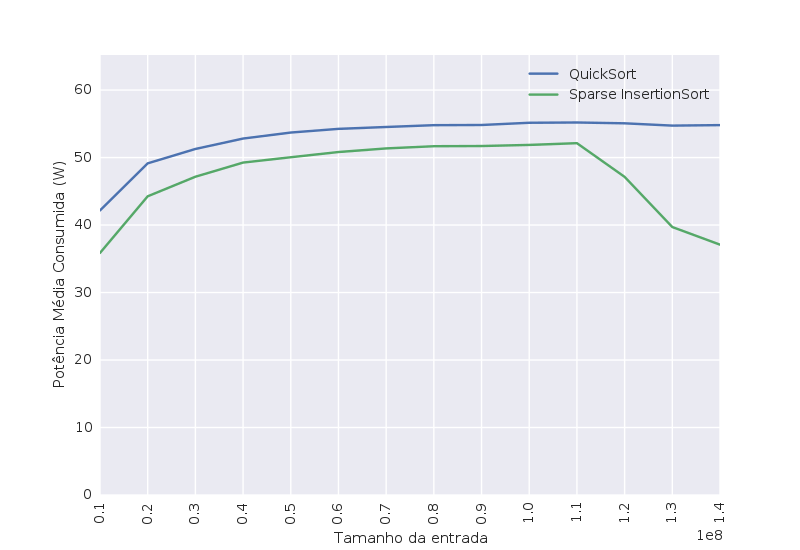 QuickSort
Sparse InsertionSort
Potência Média Consumida (W)
60
50
40
30
20
10
0
0.1 0.2 0.3 0.4 0.5 0.6 0.7 0.8 0.9 1.0 1.1 1.2 1.3 1.4
1e8
Tamanho da entrada